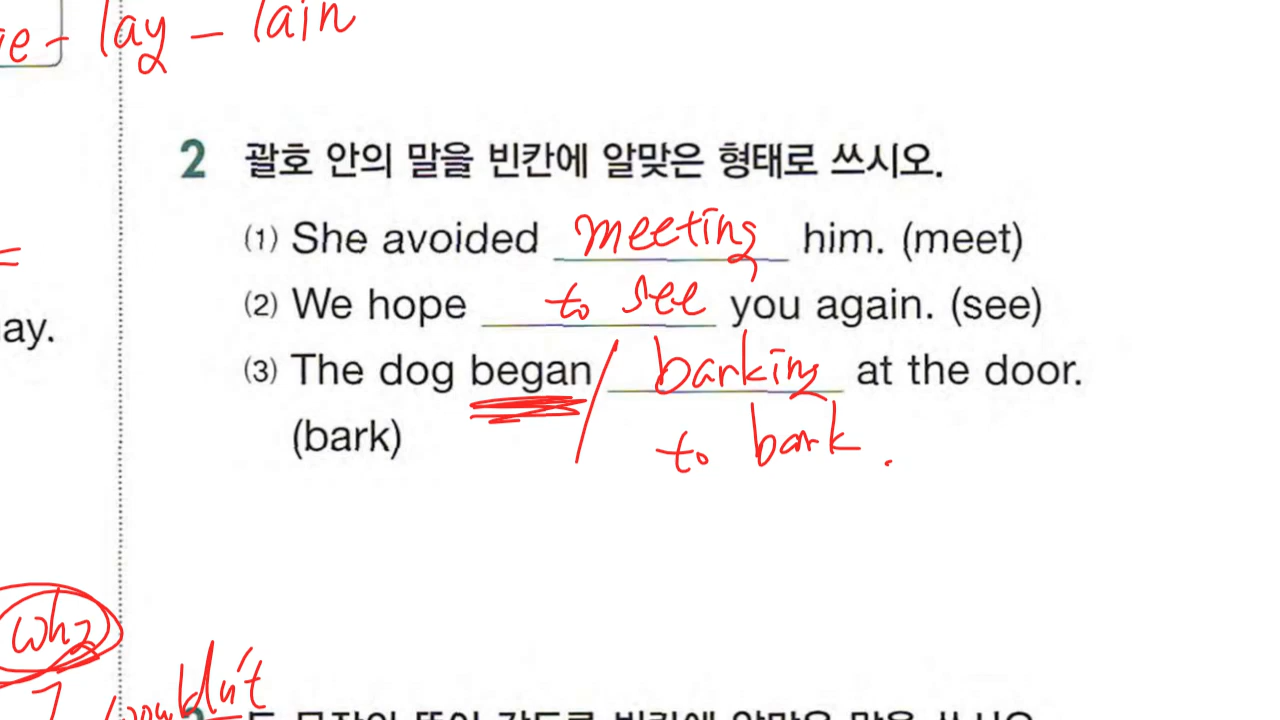 lay – lain
2 괄호 안의 말을 빈칸에 알맞은 형태로 쓰시오.
(1) She avoided meeting him. (meet)
(2) We hope to see you again. (see)
ay.
(3) The dog began / barking at the door.
(bark) to bark.
why